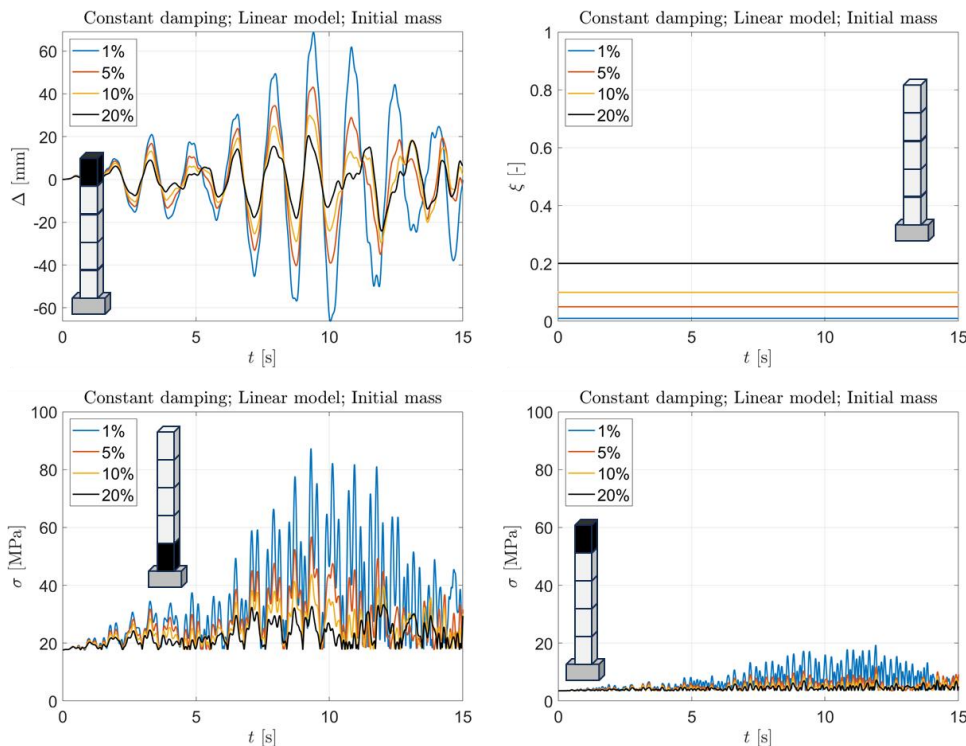 Constant damping; Linear model; Initial mass
60
40
20
0
-20
-40
-60
Δ [mm]
1%
5%
10%
20%
0 5 10 15
t [s]
Constant damping; Linear model; Initial mass
1
0.8
0.6
0.4
0.2
0
ξ [-]
1%
5%
10%
20%
0 5 10 15
t [s]
Constant damping; Linear model; Initial mass
100
80
60
40
20
0
σ [MPa]
1%
5%
10%
20%
0 5 10 15
t [s]
Constant damping; Linear model; Initial mass
100
80
60
40
20
0
σ [MPa]
1%
5%
10%
20%
0 5 10 15
t [s]